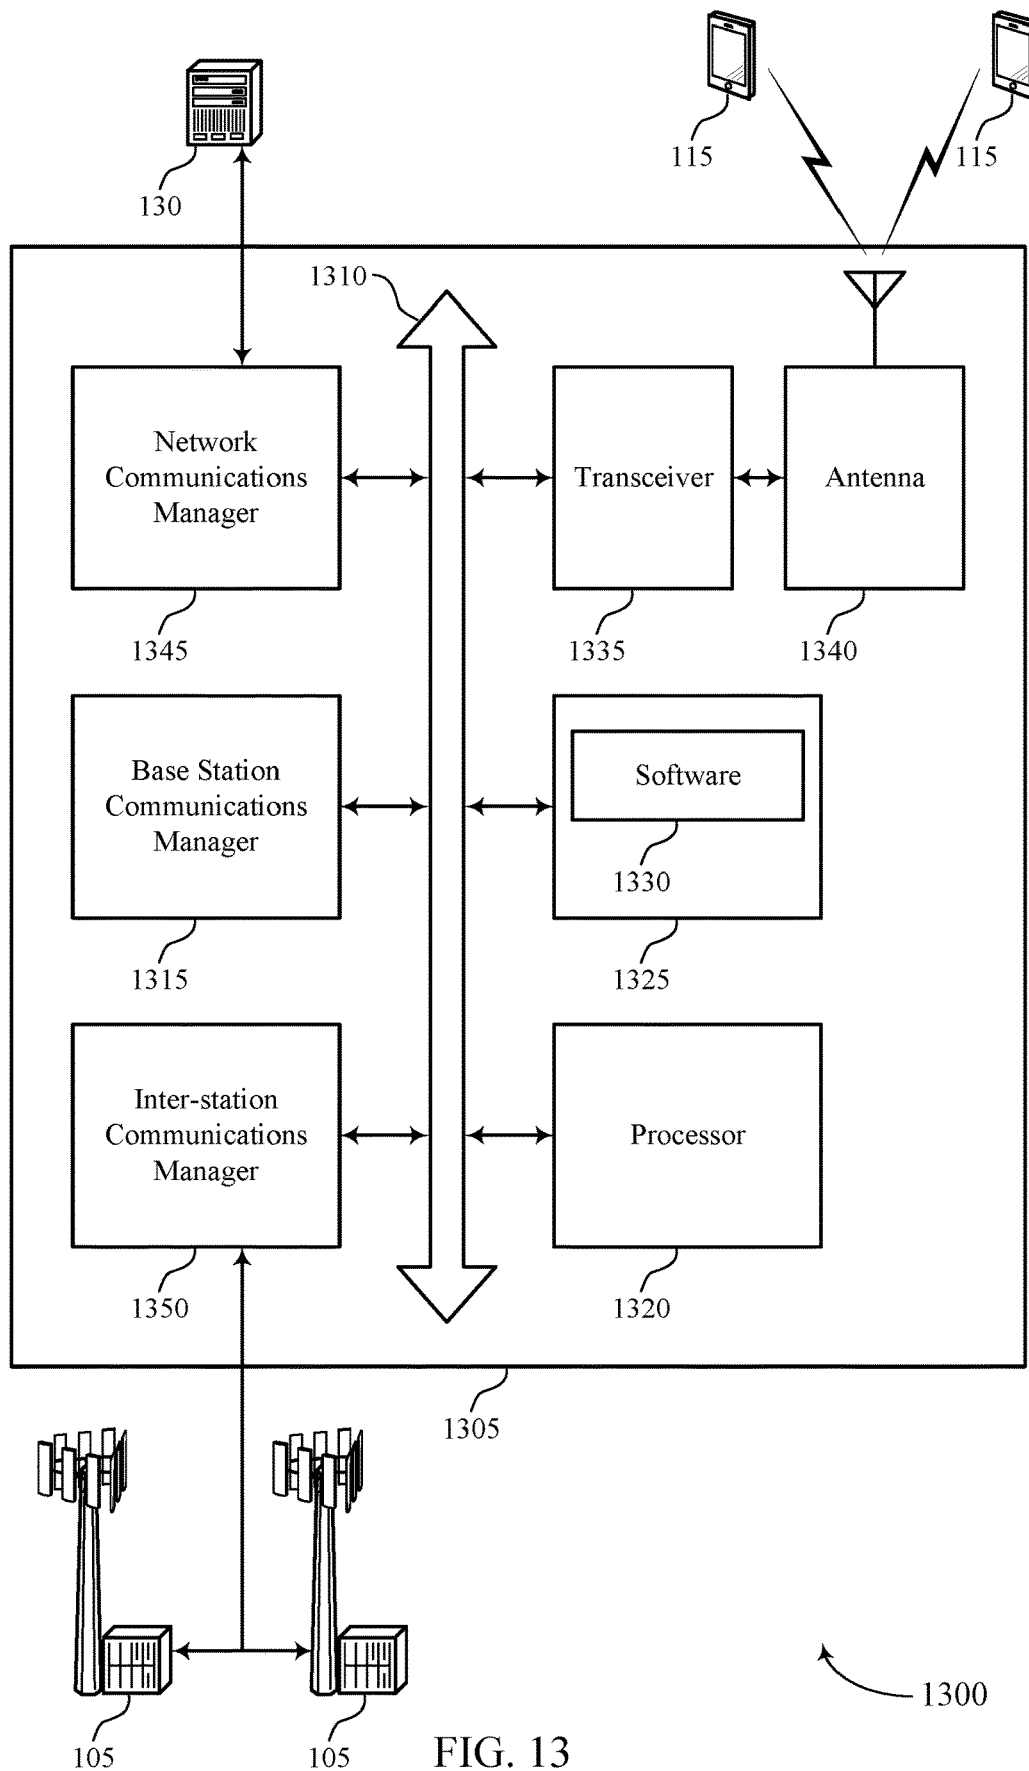 115
115
130
1310
Network
Communications
Manager
Transceiver
Antenna
1345
1335
1340
Base Station
Communications
Manager
Software
1330
1315
1325
Inter-station
Communications
Manager
Processor
1350
1320
1305
1300
105
105
FIG. 13